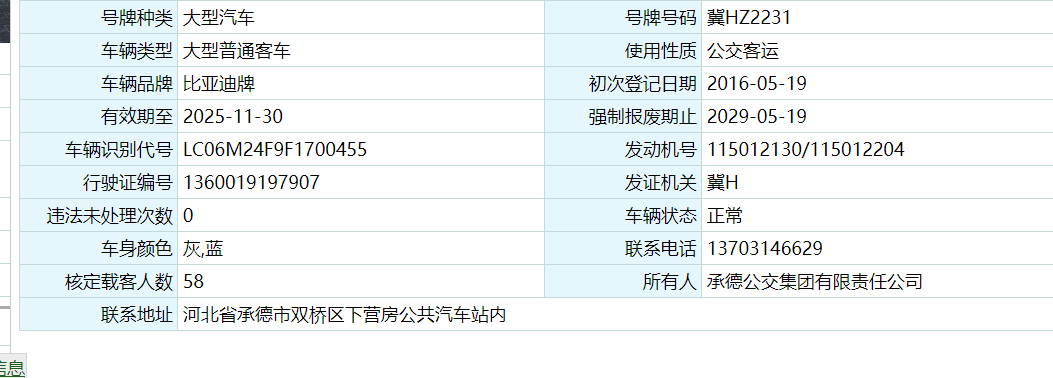 号牌种类 大型汽车 号牌号码 冀HZ2231
车辆类型 大型普通客车 使用性质 公交客运
车辆品牌 比亚迪牌 初次登记日期 2016-05-19
有效期至 2025-11-30 强制报废期止 2029-05-19
车辆识别代号 LC06M24F9F1700455 发动机号 115012130/115012204
行驶证编号 1360019197907 发证机关 冀H
违法未处理次数 0 车辆状态 正常
车身颜色 灰,蓝 联系电话 13703146629
核定载客人数 58 所有人 承德公交集团有限责任公司
联系地址 河北省承德市双桥区下营房公共汽车站内
信息